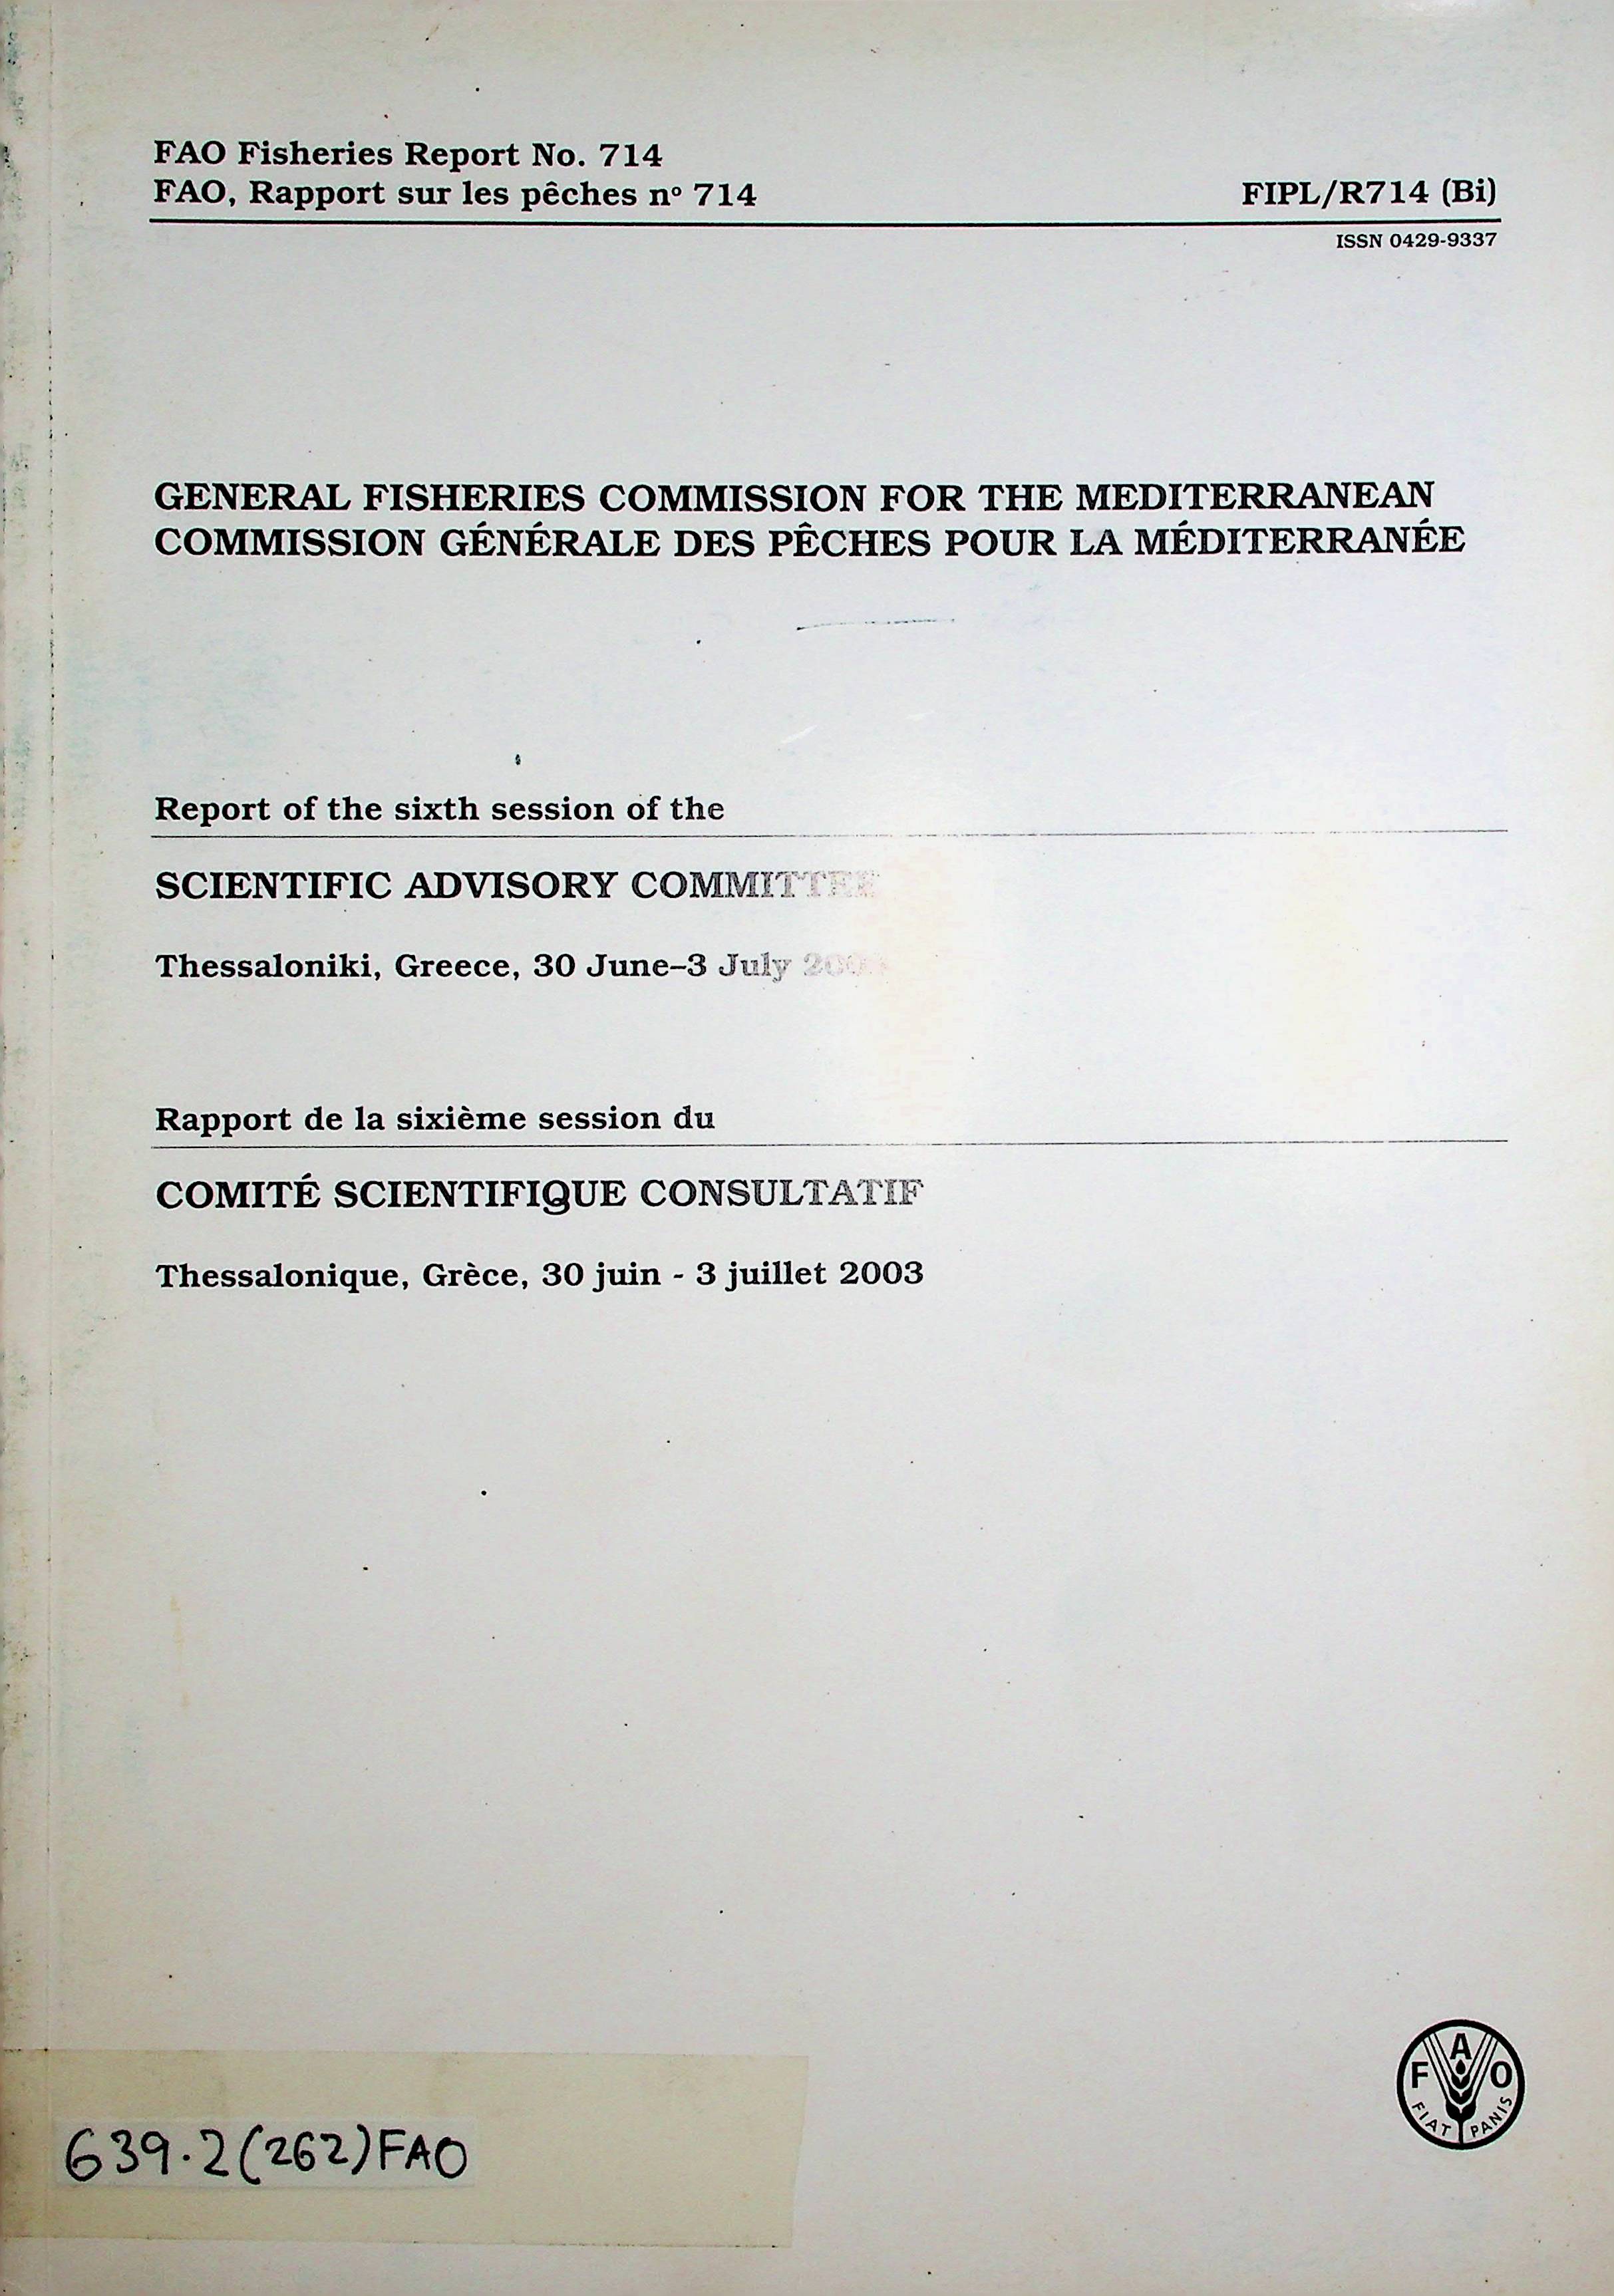 FAO Fisheries Report No. 714
FAO, Rapport sur les pêches nº 714
FIPL/R714 (Bi)
ISSN 0429-9337
GENERAL FISHERIES COMMISSION FOR THE MEDITERRANEAN
COMMISSION GÉNÉRALE DES PÊCHES POUR LA MÉDITERRANÉE
Report of the sixth session of the
SCIENTIFIC ADVISORY COMMITTEE
Thessaloniki, Greece, 30 June–3 July
Rapport de la sixième session du
COMITÉ SCIENTIFIQUE CONSULTATIF
Thessalonique, Grèce, 30 juin - 3 juillet 2003
F A O
FIAT PANIS
639.2(262)FAO